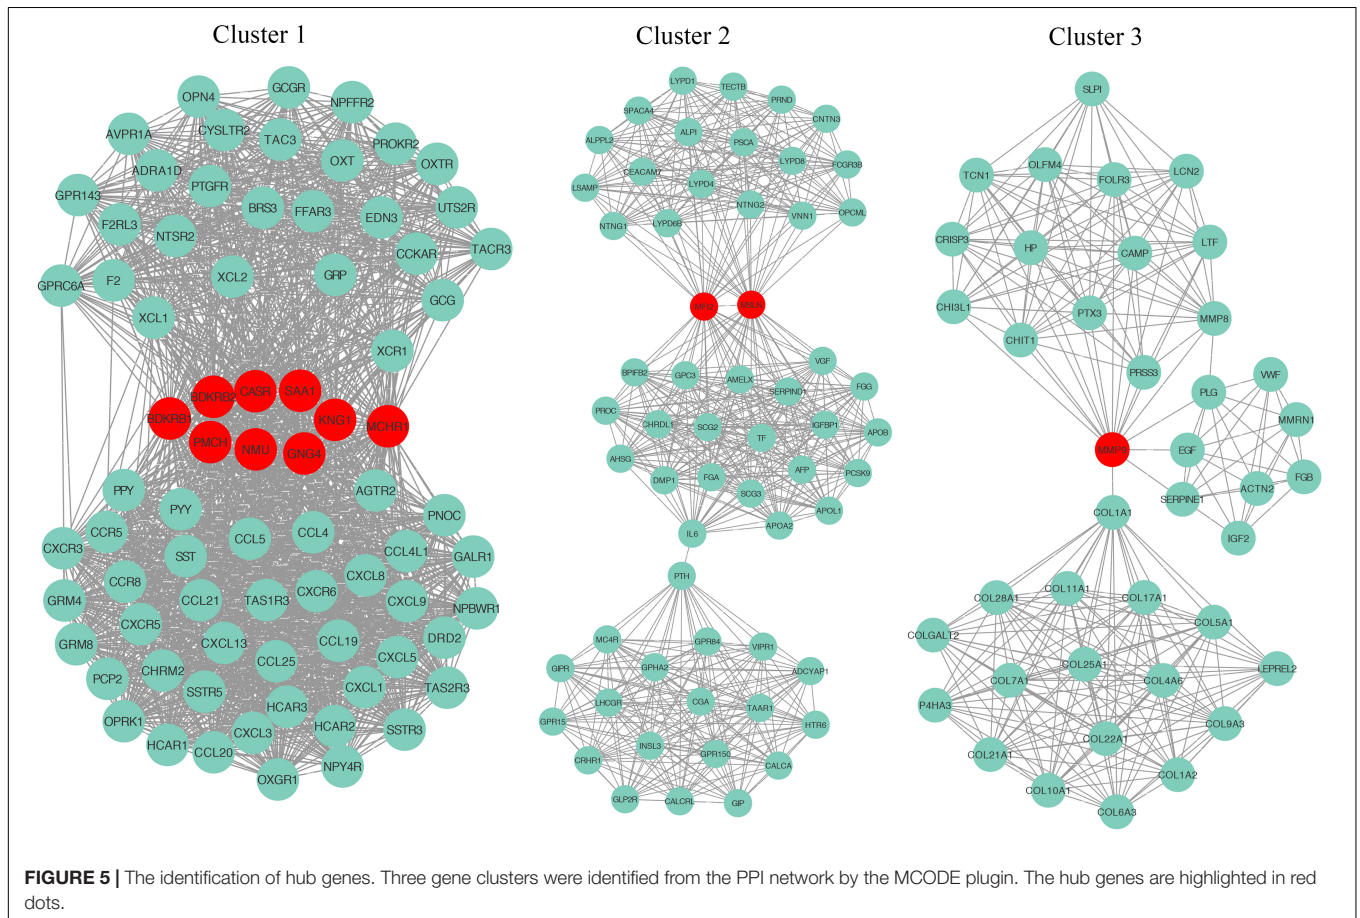 Cluster 1
Cluster 2
Cluster 3
OPN4
GCGR
NPFFR2
AVPR1A
CYSLTR2
TAC3
PROKR2
ADRA1D
OXT
OXTR
GPR143
PTGFR
BRS3
FFAR3
EDN3
UTS2R
F2RL3
NTSR2
CCKAR
TACR3
GPRC6A
F2
XCL2
GRP
GCG
XCL1
XCR1
BDKRB1
BDKRB2
CASR
SAA1
KNG1
MCHR1
PMCH
NMU
GNG4
PPY
PYY
AGTR2
PNOC
CXCR3
CCR5
SST
CCL5
CCL4
CCL4L1
GALR1
GRM4
CCR8
CCL21
TAS1R3
CXCR6
CXCL8
CXCL9
NPBWR1
GRM8
CXCR5
CXCL13
CCL19
CXCL5
DRD2
PCP2
CHRM2
SSTR5
CCL25
CXCL1
TAS2R3
OPRK1
HCAR3
HCAR2
SSTR3
HCAR1
CCL20
CXCL3
OXGR1
NPY4R
LYPD1
TECTB
PRND
SPACA4
CNTN3
ALPPL2
ALPI
PSCA
LYPD8
FCGR3B
CEACAM7
LSAMP
LYPD4
NTNG2
VNN1
OPCML
NTNG1
LYPD6B
BPIFB2
GPC3
AMELX
SERPIND1
VGF
FGG
PROC
CHRDL1
SCG2
TF
IGFBP1
APOB
AHSG
DMP1
FGA
SCG3
AFP
PCSK9
APOL1
APOA2
IL6
PTH
MC4R
GPR84
VIPR1
GIPR
GPHA2
ADCYAP1
LHCGR
CGA
TAAR1
GPR15
HTR6
INSL3
GPR150
CRHR1
CALCA
GLP2R
CALCRL
GIP
SLPI
TCN1
OLFM4
FOLR3
LCN2
CRISP3
HP
CAMP
LTF
CHI3L1
CHIT1
PTX3
MMP8
PRSS3
PLG
VWF
MMRN1
MMP9
EGF
FGB
SERPINE1
ACTN2
IGF2
COL1A1
COL28A1
COL11A1
COL17A1
COL5A1
COLGALT2
COL25A1
LEPREL2
COL7A1
COL4A6
P4HA3
COL9A3
COL21A1
COL22A1
COL1A2
COL10A1
COL6A3
FIGURE 5 | The identification of hub genes. Three gene clusters were identified from the PPI network by the MCODE plugin. The hub genes are highlighted in red
dots.